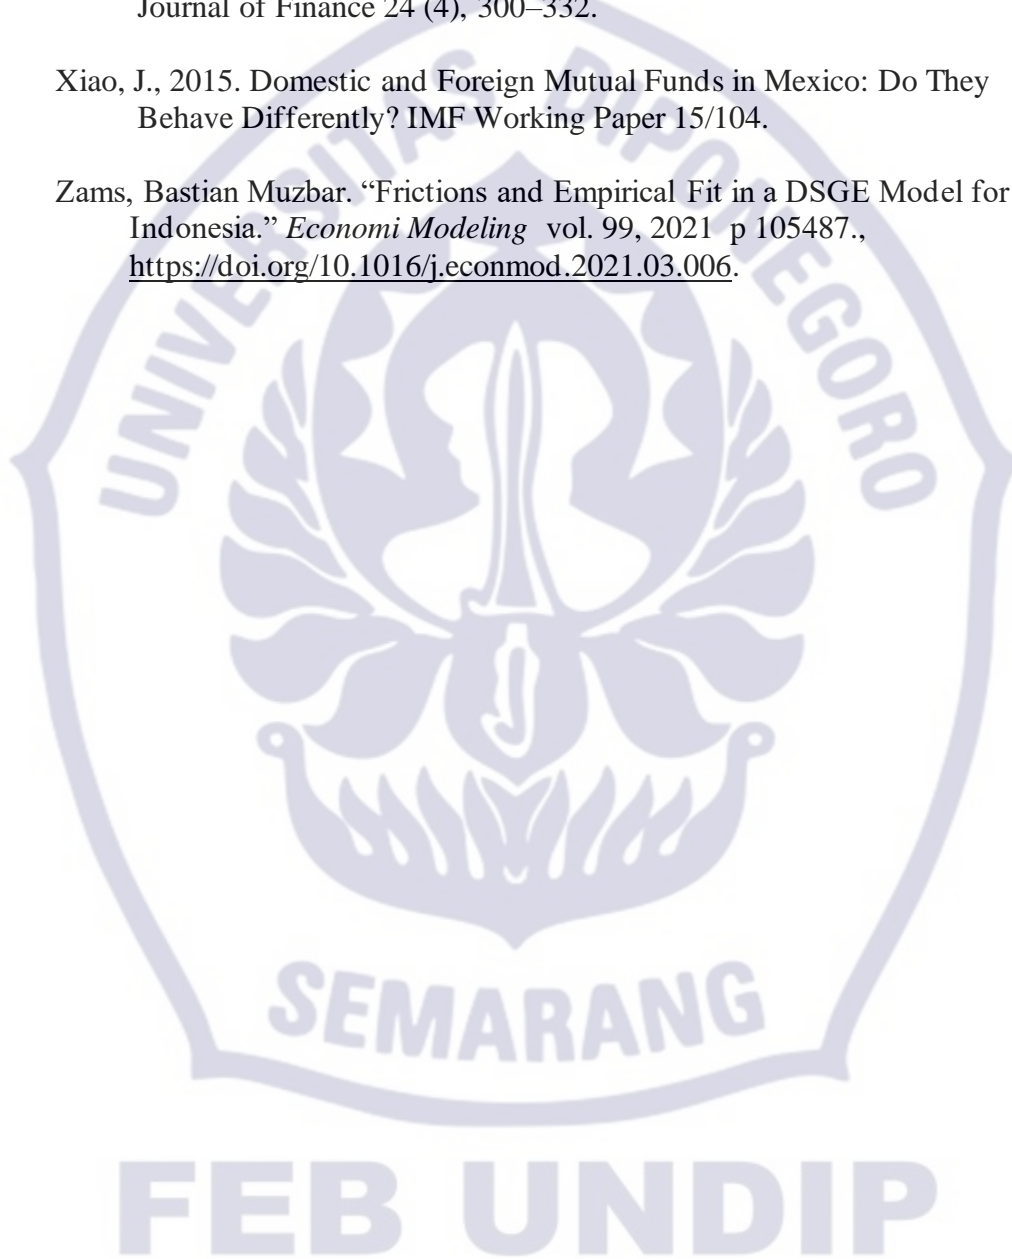 Journal of Finance 24 (4), 300–332.
Xiao, J., 2015. Domestic and Foreign Mutual Funds in Mexico: Do They
Behave Differently? IMF Working Paper 15/104.
Zams, Bastian Muzbar. “Frictions and Empirical Fit in a DSGE Model for
Indonesia.” Economi Modeling vol. 99, 2021 p 105487.,
https://doi.org/10.1016/j.econmod.2021.03.006.
UNIVERSITAS DIPONEGORO
SEMARANG
FEB UNDIP